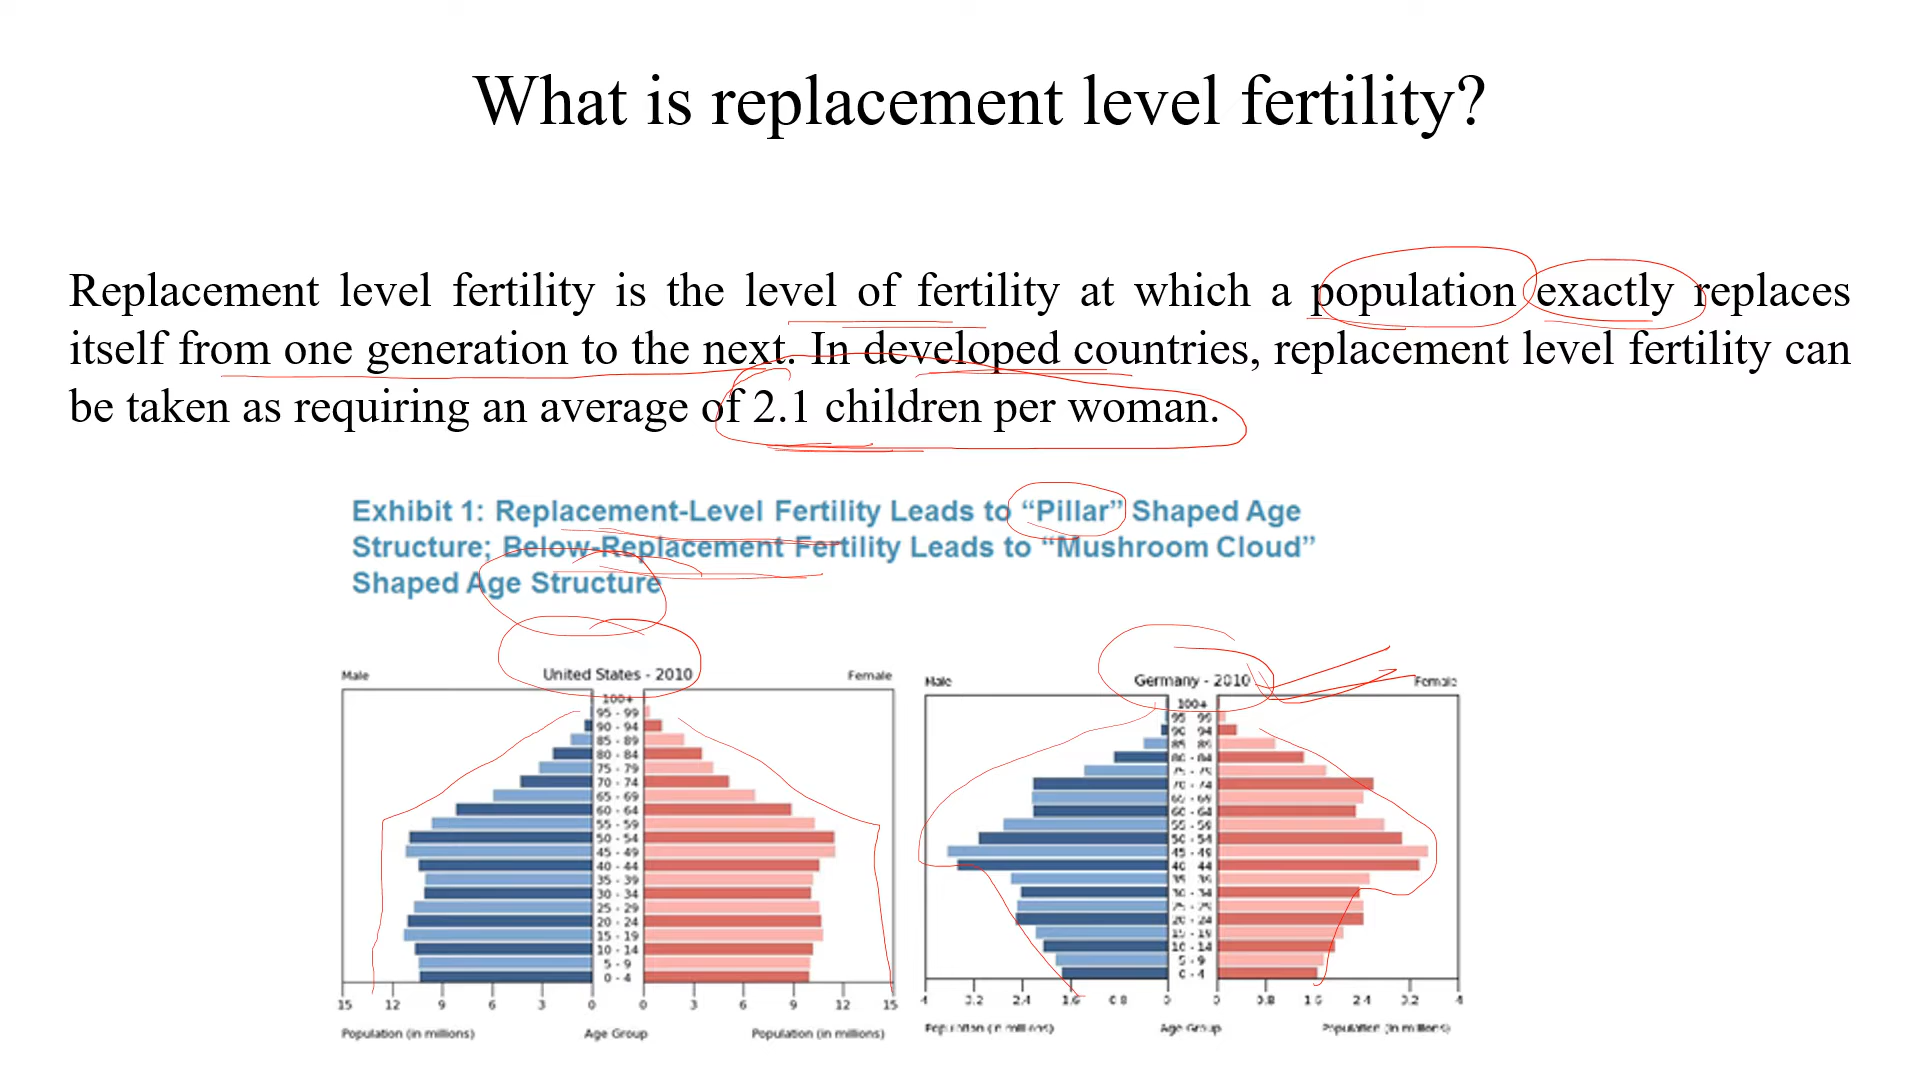 What is replacement level fertility?
Replacement level fertility is the level of fertility at which a population exactly replaces
itself from one generation to the next. In developed countries, replacement level fertility can
be taken as requiring an average of 2.1 children per woman.
Exhibit 1: Replacement-Level Fertility Leads to “Pillar” Shaped Age
Structure; Below-Replacement Fertility Leads to “Mushroom Cloud”
Shaped Age Structure
Male United States - 2010 Female
100+
95 - 99
90 - 94
85 - 89
80 - 84
75 - 79
70 - 74
65 - 69
60 - 64
55 - 59
50 - 54
45 - 49
40 - 44
35 - 39
30 - 34
25 - 29
20 - 24
15 - 19
10 - 14
5 - 9
0 - 4
15 12 9 6 3 0 0 3 6 9 12 15
Population (in millions) Age Group Population (in millions)
Male Germany - 2010 Female
100+
95 99
90 - 94
85 - 89
80 - 84
75 - 79
70 - 74
65 - 69
60 - 64
55 - 59
50 - 54
45 - 49
40 44
35 - 39
30 - 34
25 - 29
20 - 24
15 - 19
10 - 14
5 - 9
0 - 4
4 3.2 2.4 1.6 0.8 0 0 0.8 1.6 2.4 3.2 4
Population (in millions) Age Group Population (in millions)